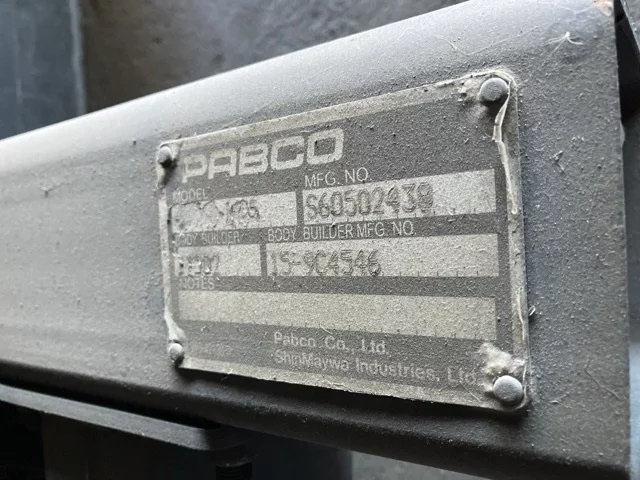 PABCO
MODEL MFG. NO.
S60502438
BODY BUILDER BODY BUILDER MFG. NO.
15-9C4546
NOTES
Pabco Co., Ltd.
ShinMaywa Industries, Ltd.